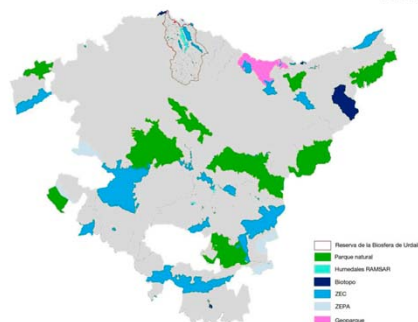 Reserva de la Biosfera de Urdai
Parque natural
Humedales RAMSAR
Biotopo
ZEC
ZEPA
Geoparque